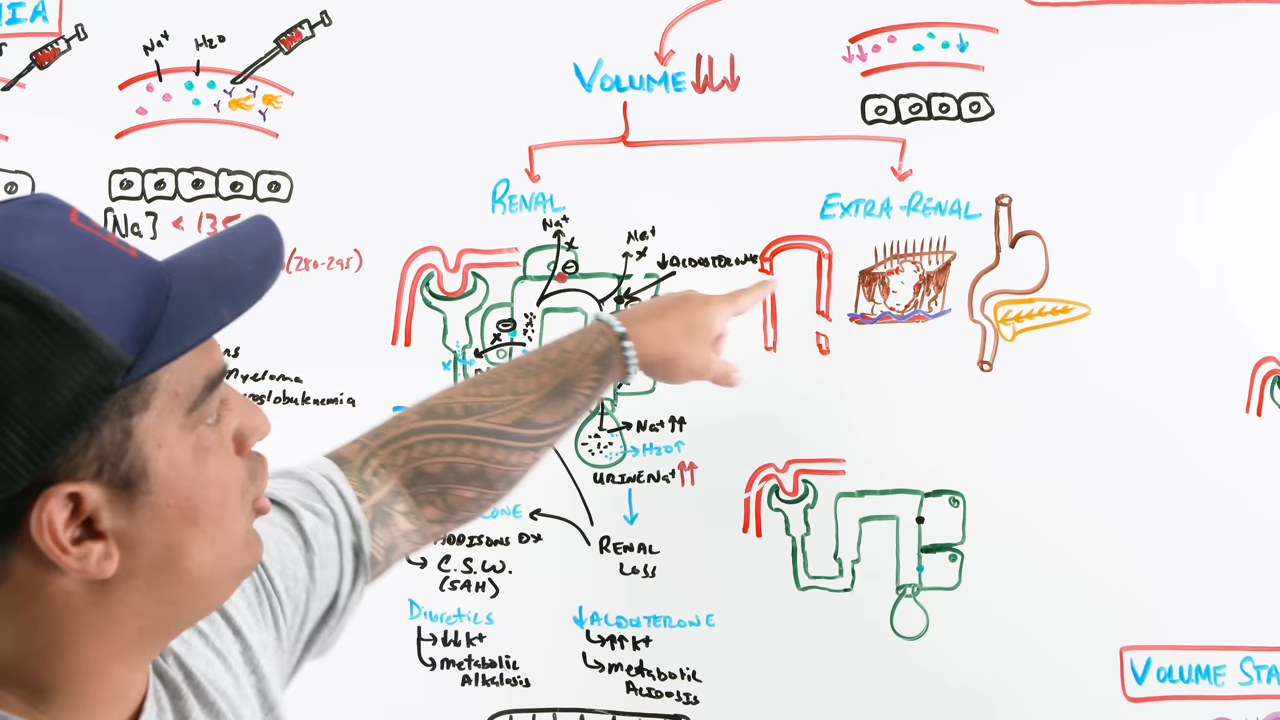 IA
Na+ H2O
VOLUME ↓↓↓
[Na] < 135
(280-295)
RENAL
EXTRA-RENAL
Na+
x
Na+
x
↓ALDOSTERONE
x
x
Myeloma
Na+ ↑↑
H2O ↑
URINE Na+ ↑↑
RENAL
LOSS
ADDISONS DX
C.S.W.
(SAH)
Diuretics
↓↓K+
metabolic
Alkalosis
↓ALDOSTERONE
↑↑K+
metabolic
Acidosis
VOLUME STA